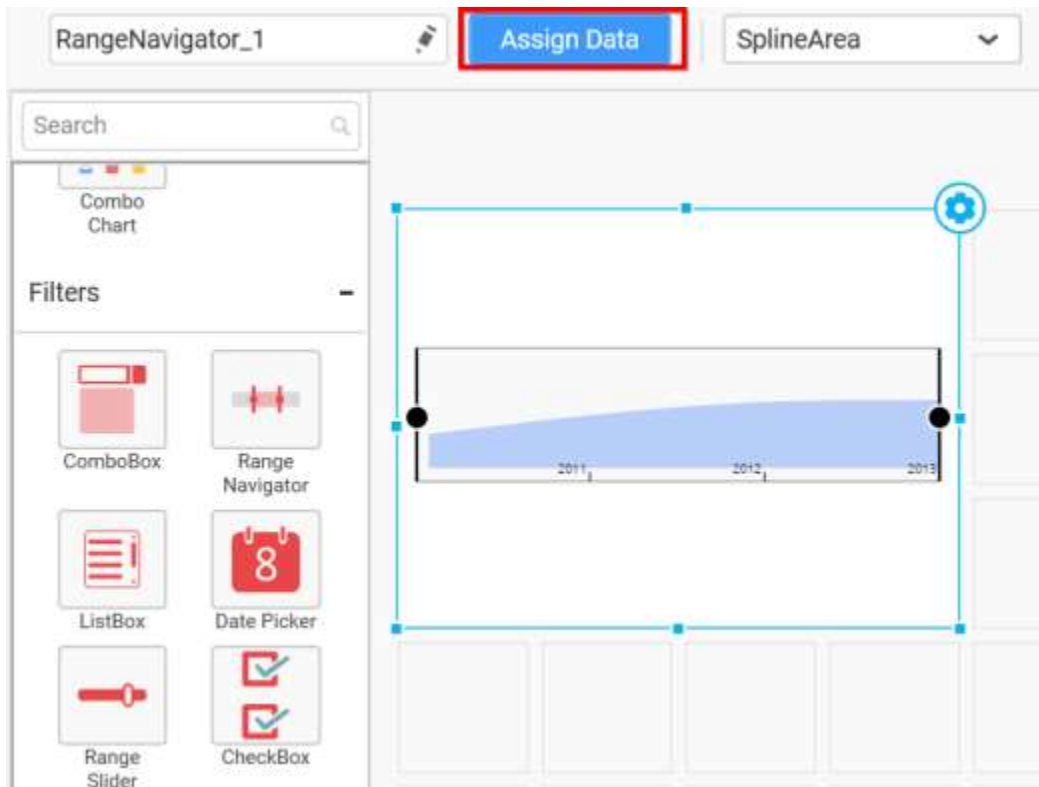 RangeNavigator_1
Assign Data
SplineArea
Search
Combo
Chart
Filters
ComboBox
Range
Navigator
ListBox
8
Date Picker
Range
Slider
CheckBox
2011
2012
2013